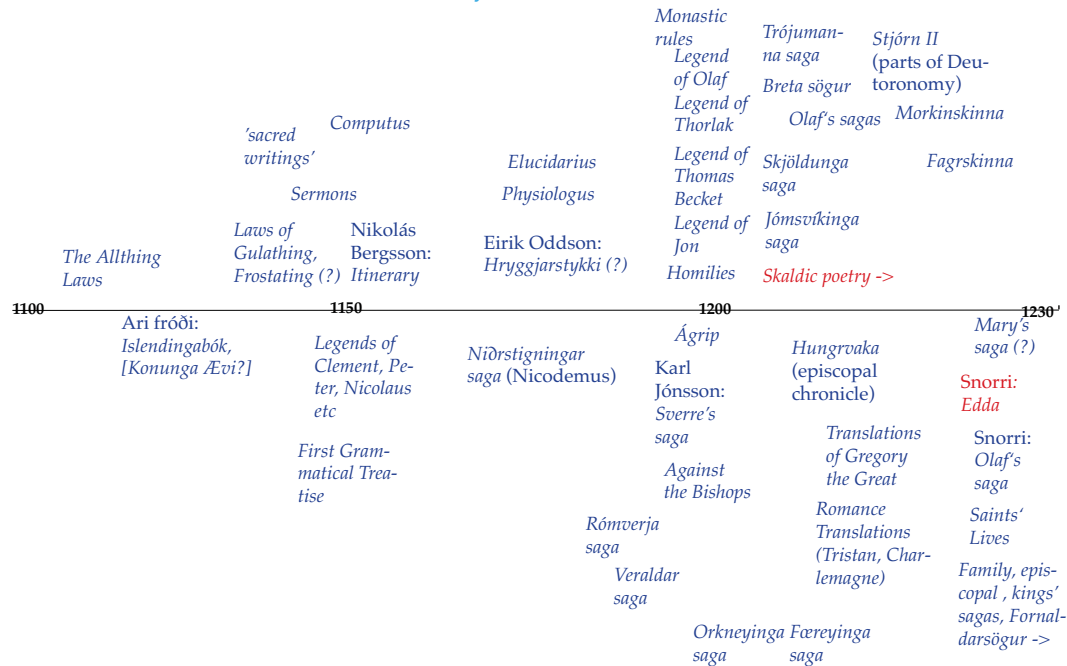 Monastic
rules
Legend
of Olaf
Legend of
Thorlak
Legend of
Thomas
Becket
Legend of
Jon
Homilies
Trójuman-
na saga
Breta sögur
Olaf's sagas
Skjöldunga
saga
Jómsvíkinga
saga
Skaldic poetry ->
Stjórn II
(parts of Deu-
toronomy)
Morkinskinna
Fagrskinna
'sacred
writings'
Computus
Sermons
Elucidarius
Physiologus
The Allthing
Laws
Laws of
Gulathing,
Frostating (?)
Nikolás
Bergsson:
Itinerary
Eirik Oddson:
Hryggjarstykki (?)
1100
1150
1200
1230
Ari fróði:
Islendingabók,
[Konunga Ævi?]
Legends of
Clement, Pe-
ter, Nicolaus
etc
First Gram-
matical Trea-
tise
Niðrstigningar
saga (Nicodemus)
Ágrip
Karl
Jónsson:
Sverre's
saga
Against
the Bishops
Rómverja
saga
Veraldar
saga
Orkneyinga
saga
Færeyinga
saga
Hungrvaka
(episcopal
chronicle)
Translations
of Gregory
the Great
Romance
Translations
(Tristan, Char-
lemagne)
Mary's
saga (?)
Snorri:
Edda
Snorri:
Olaf's
saga
Saints'
Lives
Family, epis-
copal , kings'
sagas, Fornal-
darsögur ->